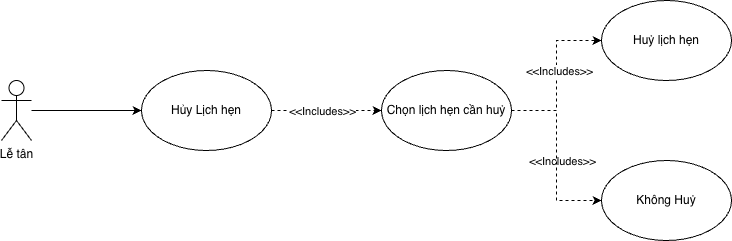 Huỷ lịch hẹn
<<Includes>>
Hủy Lịch hẹn
<<Includes>>
Chọn lịch hẹn cần huỷ
Lễ tân
<<Includes>>
Không Huỷ